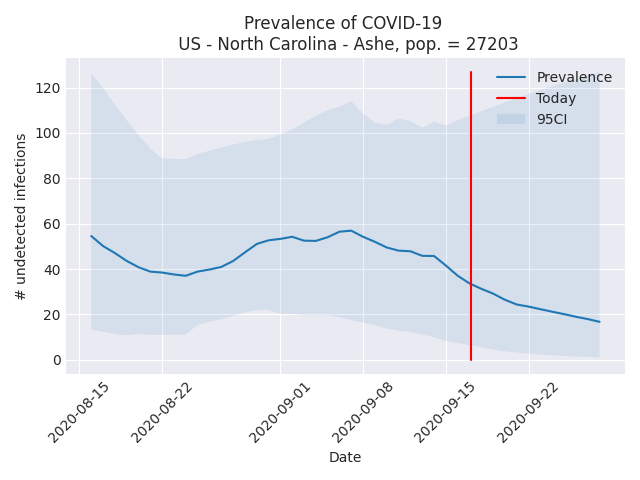 Prevalence of COVID-19
US - North Carolina - Ashe, pop. = 27203
# undetected infections
120
100
80
60
40
20
0
Prevalence
Today
95CI
2020-08-15
2020-08-22
2020-09-01
2020-09-08
2020-09-15
2020-09-22
Date